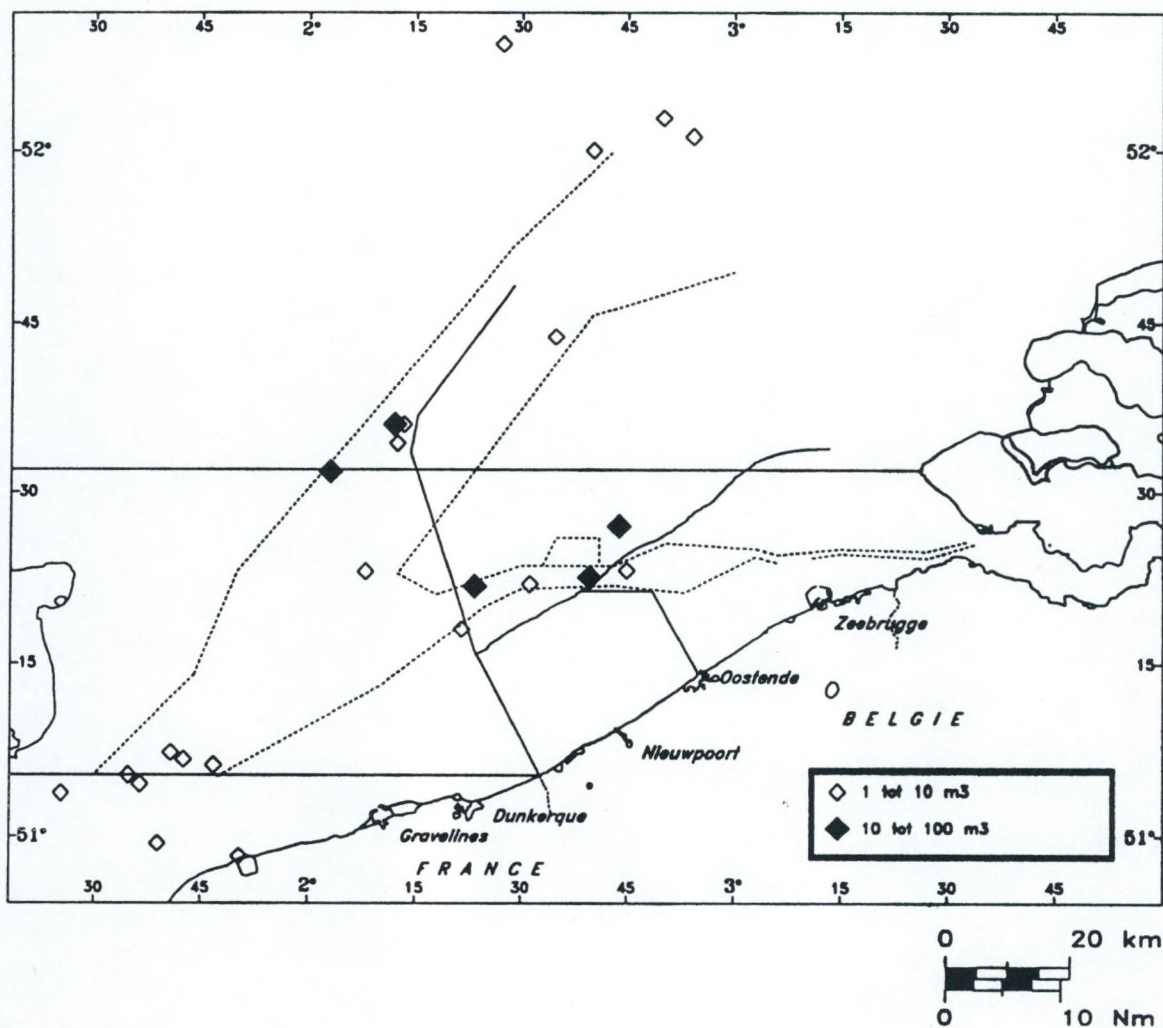 30 45 2° 15 30 45 3° 15 30 45
52° 52°
45 45
30 30
Zeebrugge
15 15
Oostende
BELGIE
Nieuwpoort
1 tot 10 m3
Dunkerque
10 tot 100 m3
51° 51°
Gravelines
FRANCE
30 45 2° 15 30 45 3° 15 30 45
0 20 km
0 10 Nm